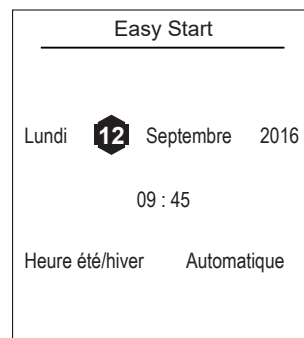 Easy Start
Lundi 12 Septembre 2016
09 : 45
Heure été/hiver Automatique